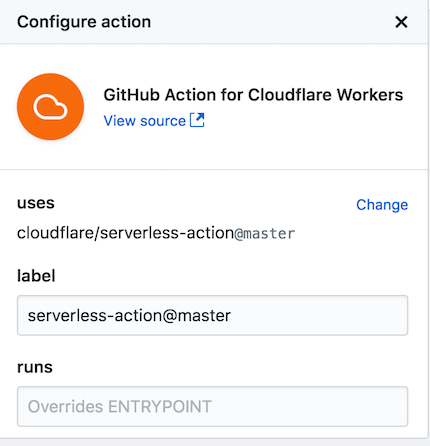 Configure action
GitHub Action for Cloudflare Workers
View source
uses
Change
cloudflare/serverless-action@master
label
serverless-action@master
runs
Overrides ENTRYPOINT